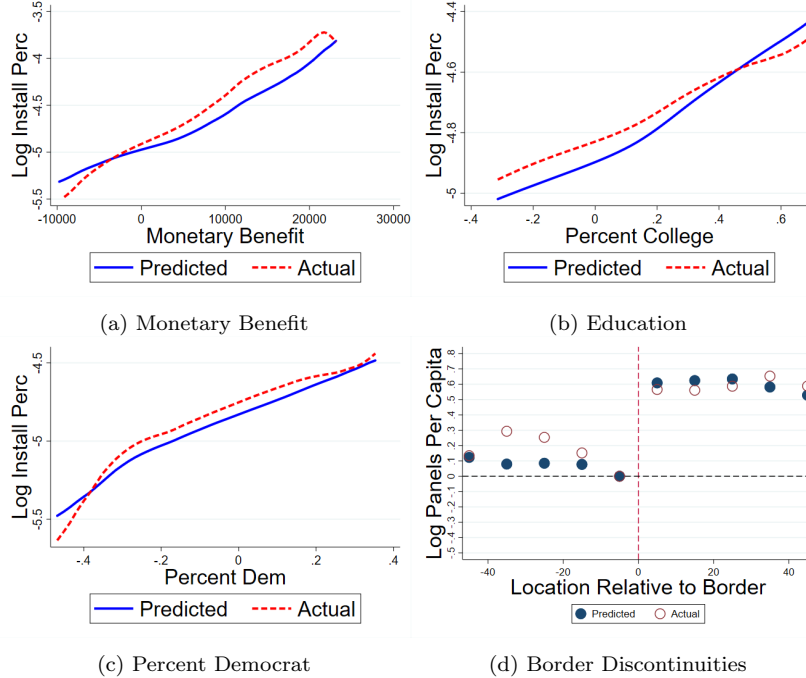 Log Install Perc
-3.5
-4
-4.5
-5
-5.5
-10000 0 10000 20000 30000
Monetary Benefit
Predicted Actual
(a) Monetary Benefit
Log Install Perc
-4.4
-4.6
-4.8
-5
-.4 -.2 0 .2 .4 .6
Percent College
Predicted Actual
(b) Education
Log Install Perc
-4.5
-5
-5.5
-.4 -.2 0 .2 .4
Percent Dem
Predicted Actual
(c) Percent Democrat
Log Panels Per Capita
-.5 -.4 -.3 -.2 -.1 0 .1 .2 .3 .4 .5 .6 .7 .8
-40 -20 0 20 40
Location Relative to Border
Predicted Actual
(d) Border Discontinuities